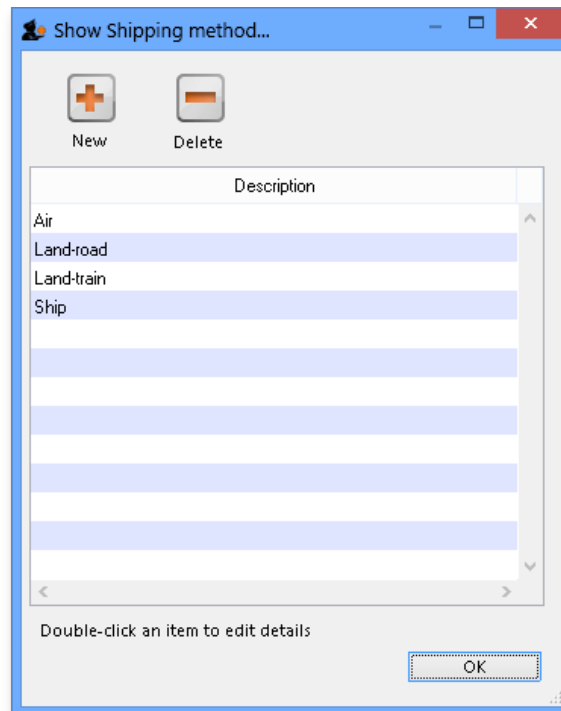 Show Shipping method...
New Delete
Description
Air
Land-road
Land-train
Ship
Double-click an item to edit details
OK